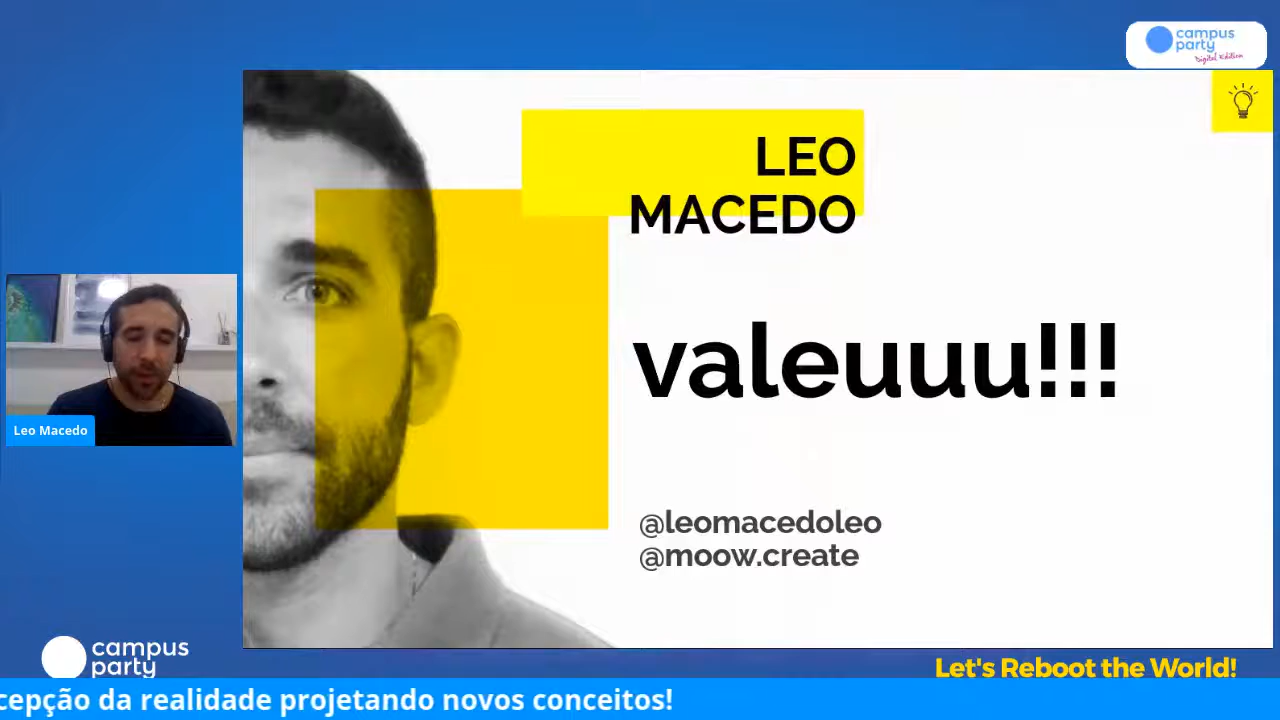 campus
party
Digital Edition
LEO
MACEDO
valeuuu!!!
@leomacedoleo
@moow.create
Leo Macedo
campus
party
Let's Reboot the World!
cepção da realidade projetando novos conceitos!